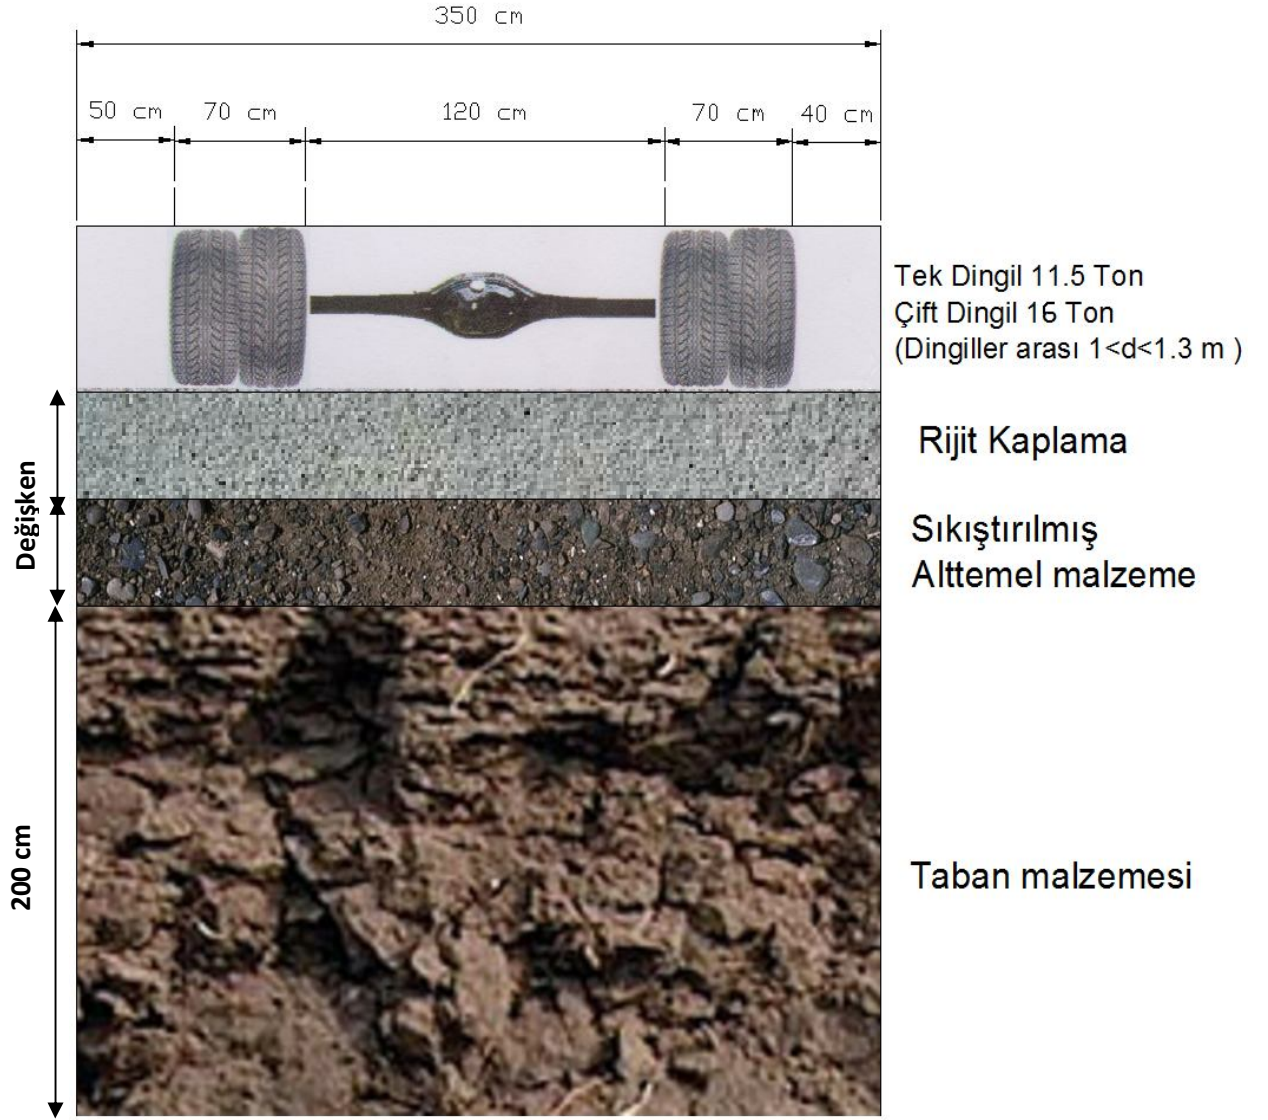 350 cm
50 cm
70 cm
120 cm
70 cm
40 cm
Tek Dingil 11.5 Ton
Çift Dingil 16 Ton
(Dingiller arası 1<d<1.3 m )
Değişken
Rijit Kaplama
Sıkıştırılmış
Alttemel malzeme
200 cm
Taban malzemesi